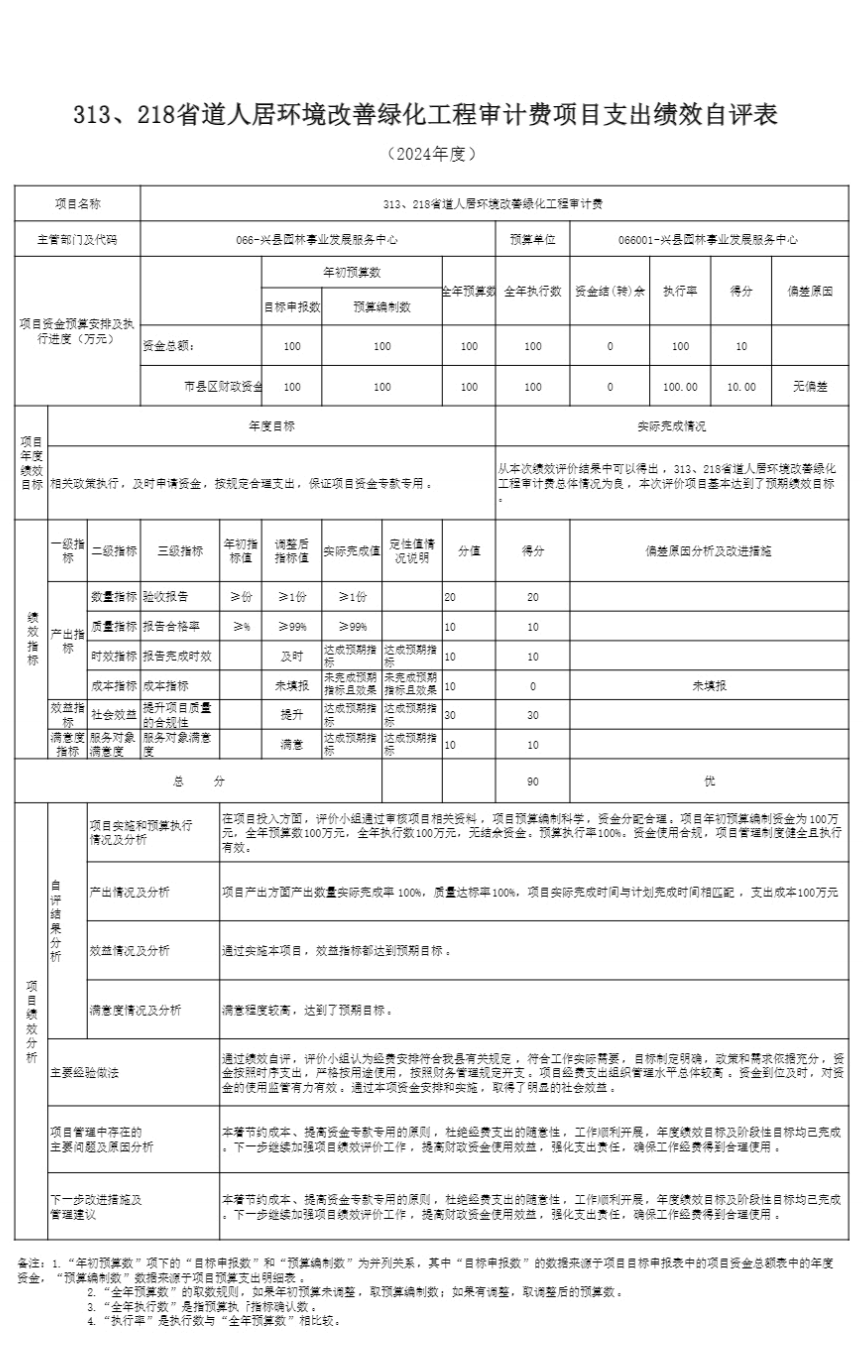 313、218省道人居环境改善绿化工程审计费项目支出绩效自评表
（2024年度）
项目名称 313、218省道人居环境改善绿化工程审计费
主管部门及代码 066-兴县园林事业发展服务中心 预算单位 066001-兴县园林事业发展服务中心
项目资金预算安排及执行进度（万元） 年初预算数 全年预算数 全年执行数 资金结(转)余 执行率 得分 偏差原因
目标申报数 预算编制数
资金总额： 100 100 100 100 0 100 10
市县区财政资金 100 100 100 100 0 100.00 10.00 无偏差
项目年度绩效目标 年度目标 实际完成情况
相关政策执行，及时申请资金，按规定合理支出，保证项目资金专款专用。
从本次绩效评价结果中可以得出，313、218省道人居环境改善绿化
工程审计费总体情况为良，本次评价项目基本达到了预期绩效目标
。
绩效指标 一级指标 二级指标 三级指标 年初指标值 调整后指标值 实际完成值 定性值情况说明 分值 得分 偏差原因分析及改进措施
产出指标 数量指标 验收报告 ≥份 ≥1份 ≥1份 20 20
质量指标 报告合格率 ≥% ≥99% ≥99% 10 10
时效指标 报告完成时效 及时 达成预期指标 达成预期指标 10 10
成本指标 成本指标 未填报 未完成预期指标且效果 未完成预期指标且效果 10 0 未填报
效益指标 社会效益 提升项目质量的合规性 提升 达成预期指标 达成预期指标 30 30
满意度指标 服务对象满意度 服务对象满意度 满意 达成预期指标 达成预期指标 10 10
总 分 90 优
项目绩效分析 自评结果分析 项目实施和预算执行情况及分析
在项目投入方面，评价小组通过审核项目相关资料，项目预算编制科学，资金分配合理。项目年初预算编制资金为100万
元，全年预算数100万元，全年执行数100万元，无结余资金。预算执行率100%。资金使用合规，项目管理制度健全且执行
有效。
产出情况及分析 项目产出方面产出数量实际完成率 100%，质量达标率100%，项目实际完成时间与计划完成时间相匹配，支出成本100万元
效益情况及分析 通过实施本项目，效益指标都达到预期目标。
满意度情况及分析 满意程度较高，达到了预期目标。
主要经验做法
通过绩效自评，评价小组认为经费安排符合我县有关规定，符合工作实际需要，目标制定明确，政策和需求依据充分，资
金按照时序支出，严格按用途使用，按照财务管理规定开支。项目经费支出组织管理水平总体较高。资金到位及时，对资
金的使用监管有力有效。通过本项资金安排和实施，取得了明显的社会效益。
项目管理中存在的
主要问题及原因分析
本着节约成本、提高资金专款专用的原则，杜绝经费支出的随意性，工作顺利开展，年度绩效目标及阶段性目标均已完成
。下一步继续加强项目绩效评价工作，提高财政资金使用效益，强化支出责任，确保工作经费得到合理使用。
下一步改进措施及
管理建议
本着节约成本、提高资金专款专用的原则，杜绝经费支出的随意性，工作顺利开展，年度绩效目标及阶段性目标均已完成
。下一步继续加强项目绩效评价工作，提高财政资金使用效益，强化支出责任，确保工作经费得到合理使用。
备注：1.“年初预算数”项下的“目标申报数”和“预算编制数”为并列关系，其中“目标申报数”的数据来源于项目目标申报表中的项目资金总额表中的年度
资金，“预算编制数”数据来源于项目预算支出明细表。
2.“全年预算数”的取数规则，如果年初预算未调整，取预算编制数；如果有调整，取调整后的预算数。
3.“全年执行数”是指预算执「指标确认数。
4.“执行率”是执行数与“全年预算数”相比较。